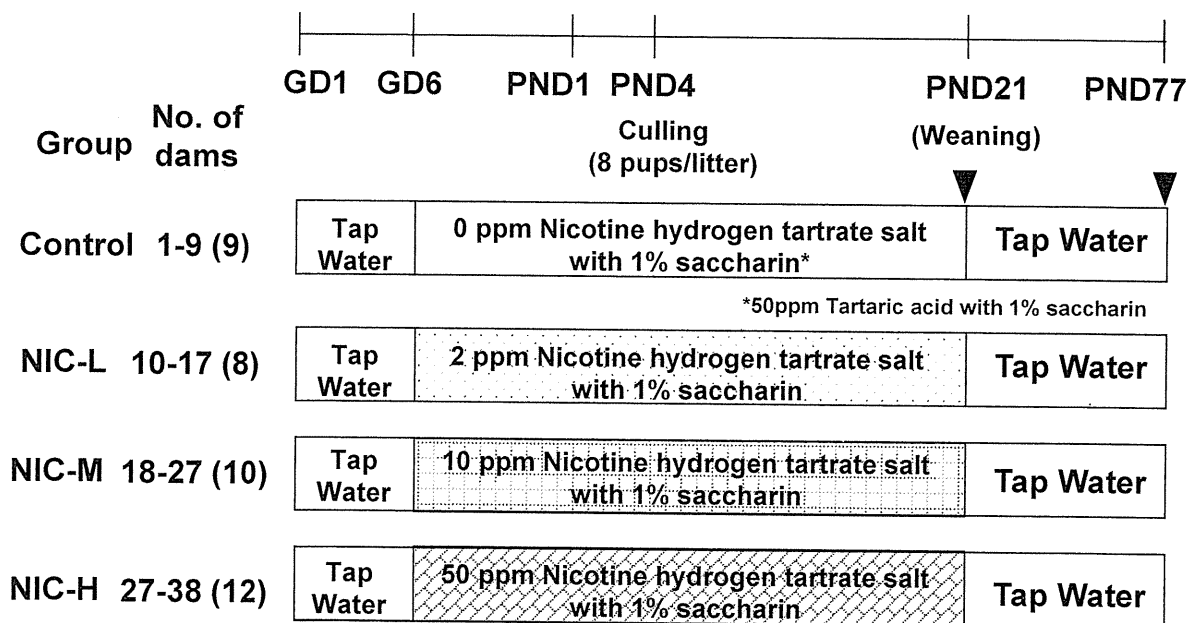 GD1 GD6 PND1 PND4 PND21 PND77
Culling
(8 pups/litter)
(Weaning)
Group No. of
dams
Control 1-9 (9)
Tap
Water
0 ppm Nicotine hydrogen tartrate salt
with 1% saccharin*
Tap Water
*50ppm Tartaric acid with 1% saccharin
NIC-L 10-17 (8)
Tap
Water
2 ppm Nicotine hydrogen tartrate salt
with 1% saccharin
Tap Water
NIC-M 18-27 (10)
Tap
Water
10 ppm Nicotine hydrogen tartrate salt
with 1% saccharin
Tap Water
NIC-H 27-38 (12)
Tap
Water
50 ppm Nicotine hydrogen tartrate salt
with 1% saccharin
Tap Water